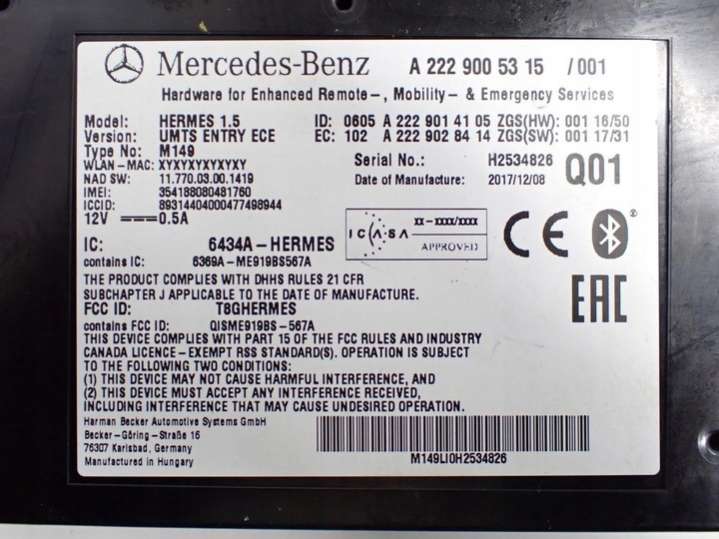 Mercedes-Benz A 222 900 53 15 /001
Hardware for Enhanced Remote-, Mobility- & Emergency Services
Model: HERMES 1.5 ID: 0605 A 222 901 41 05 ZGS(HW): 001 16/50
Version: UMTS ENTRY ECE EC: 102 A 222 902 84 14 ZGS(SW): 001 17/31
Type No: M149
WLAN-MAC: XYXYXYXYXYXY Serial No.: H2534826 Q01
NAD SW: 11.770.03.00.1419 Date of Manufacture: 2017/12/08
IMEI: 354188080481760
ICCID: 89314404000477498944
12V 0.5A
ICASA XX-XXXX/XXXX
APPROVED
CE
IC: 6434A-HERMES
contains IC: 6369A-ME919BS567A
EAC
THE PRODUCT COMPLIES WITH DHHS RULES 21 CFR
SUBCHAPTER J APPLICABLE TO THE DATE OF MANUFACTURE.
FCC ID: T8GHERMES
contains FCC ID: QISME919BS-567A
THIS DEVICE COMPLIES WITH PART 15 OF THE FCC RULES AND INDUSTRY
CANADA LICENCE-EXEMPT RSS STANDARD(S). OPERATION IS SUBJECT
TO THE FOLLOWING TWO CONDITIONS:
(1) THIS DEVICE MAY NOT CAUSE HARMFUL INTERFERENCE, AND
(2) THIS DEVICE MUST ACCEPT ANY INTERFERENCE RECEIVED,
INCLUDING INTERFERENCE THAT MAY CAUSE UNDESIRED OPERATION.
Harman Becker Automotive Systems GmbH
Becker-Göring-Straße 16
76307 Karlsbad, Germany
Manufactured in Hungary
M149LI0H2534826